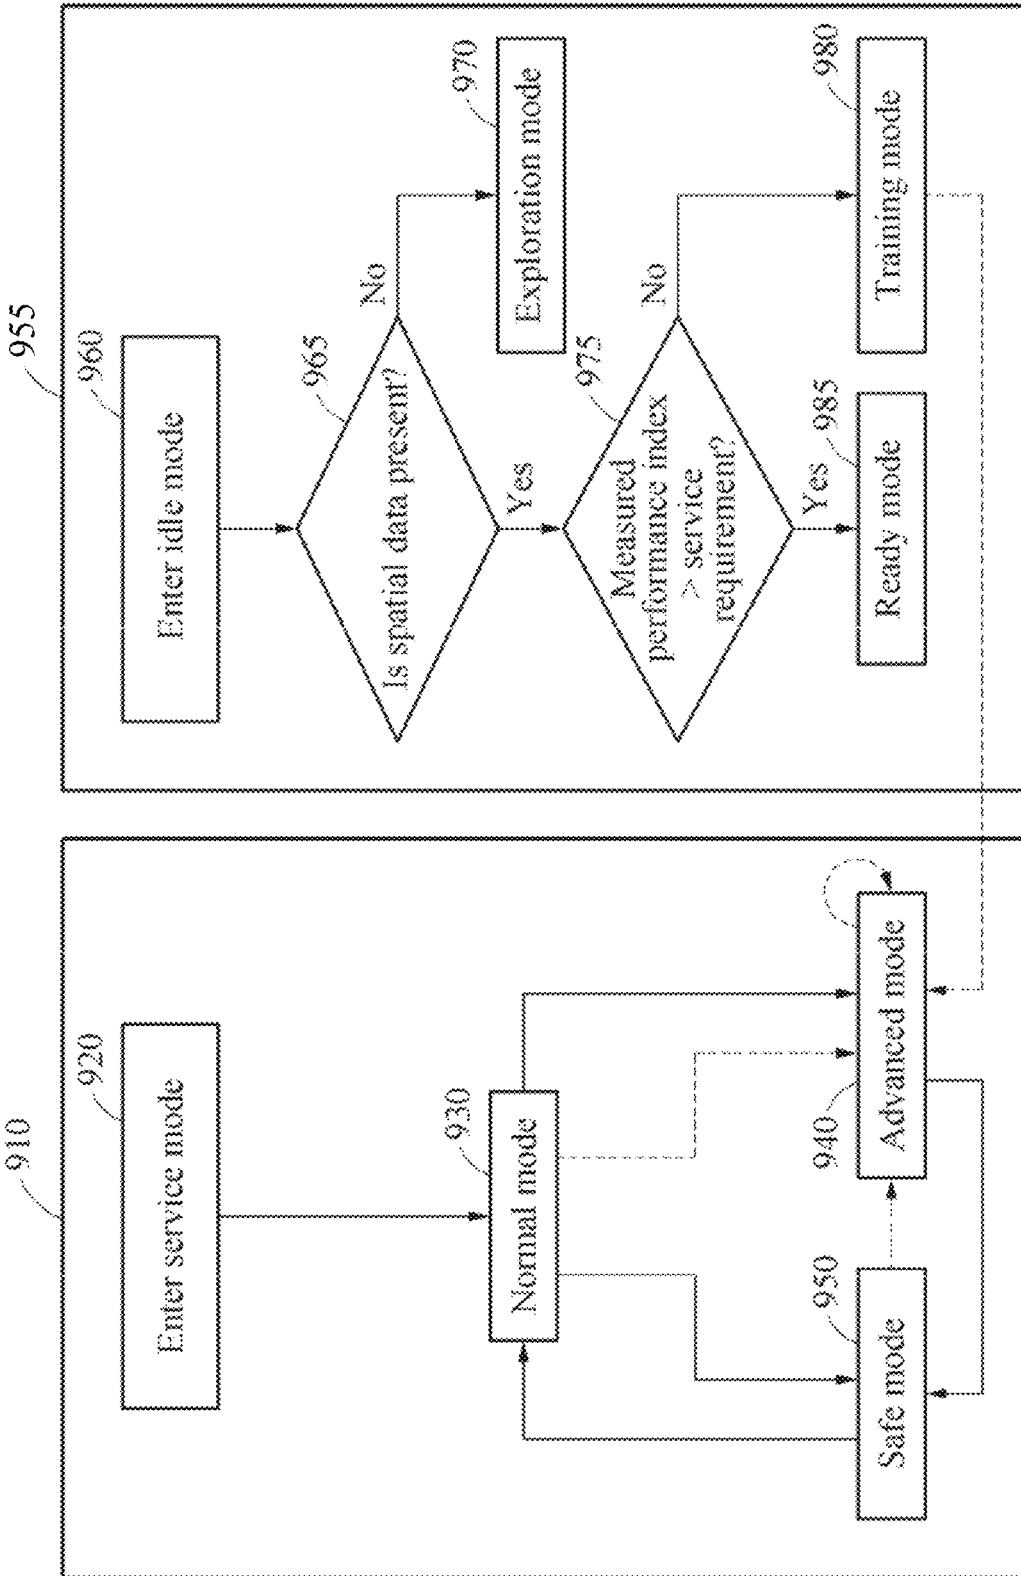 910
920
Enter service mode
930
Normal mode
940
Advanced mode
950
Safe mode
955
960
Enter idle mode
965
Is spatial data present?
No
970
Exploration mode
Yes
975
Measured
performance index
> service
requirement?
No
980
Training mode
Yes
985
Ready mode